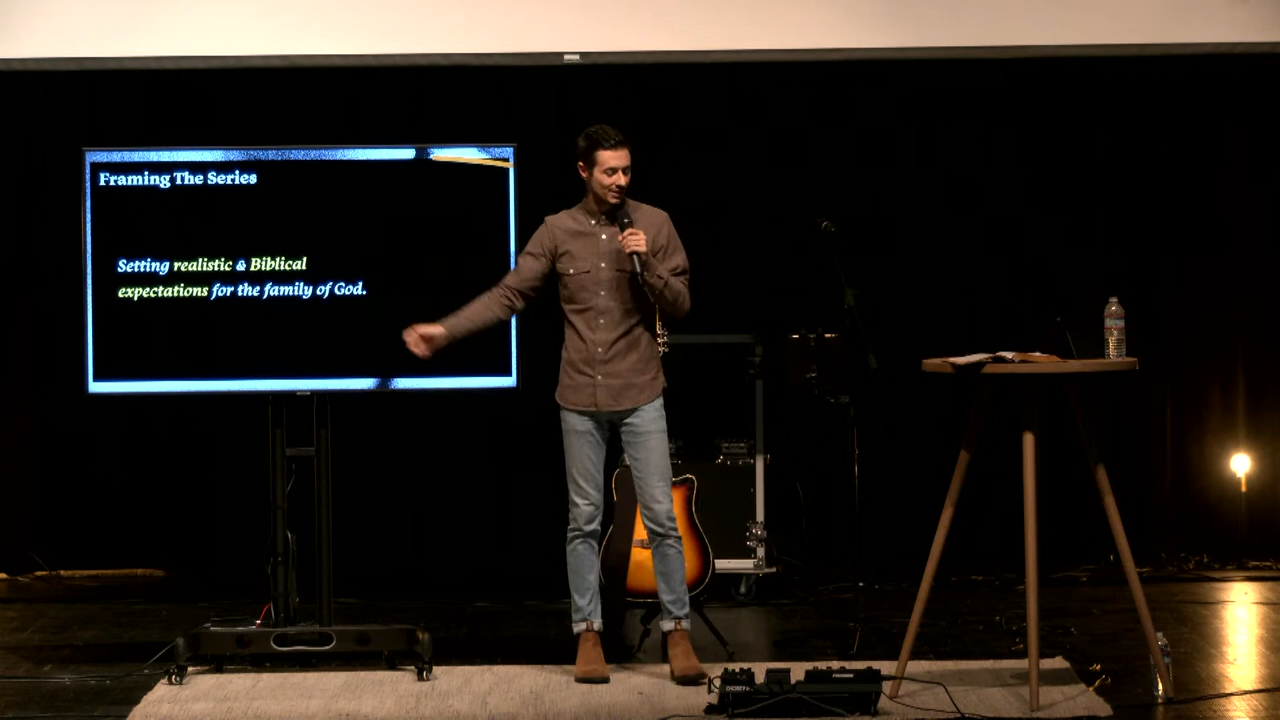 Framing The Series
Setting realistic & Biblical
expectations for the family of God.